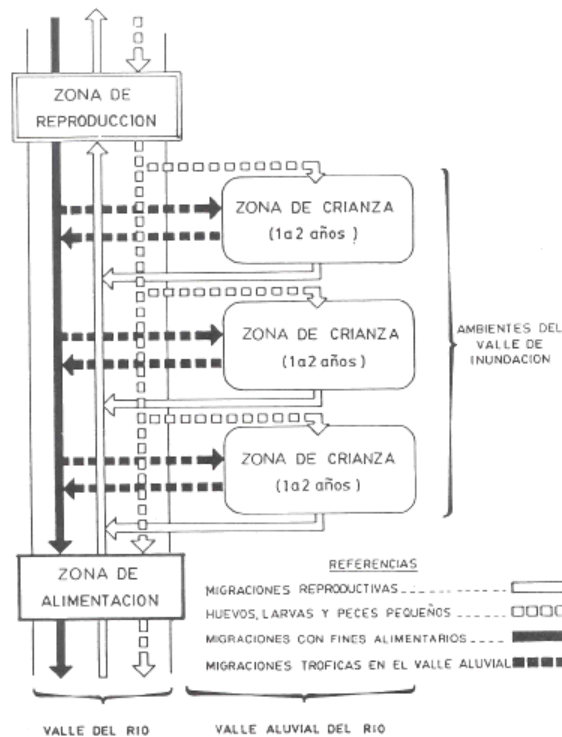 ZONA DE
REPRODUCCION
ZONA DE CRIANZA
(1a2 años)
ZONA DE CRIANZA
(1a2 años)
ZONA DE CRIANZA
(1a2 años)
AMBIENTES DEL
VALLE DE
INUNDACION
ZONA DE
ALIMENTACION
REFERENCIAS
MIGRACIONES REPRODUCTIVAS
HUEVOS, LARVAS Y PECES PEQUEÑOS
MIGRACIONES CON FINES ALIMENTARIOS
MIGRACIONES TROFICAS EN EL VALLE ALUVIAL
VALLE DEL RIO
VALLE ALUVIAL DEL RIO